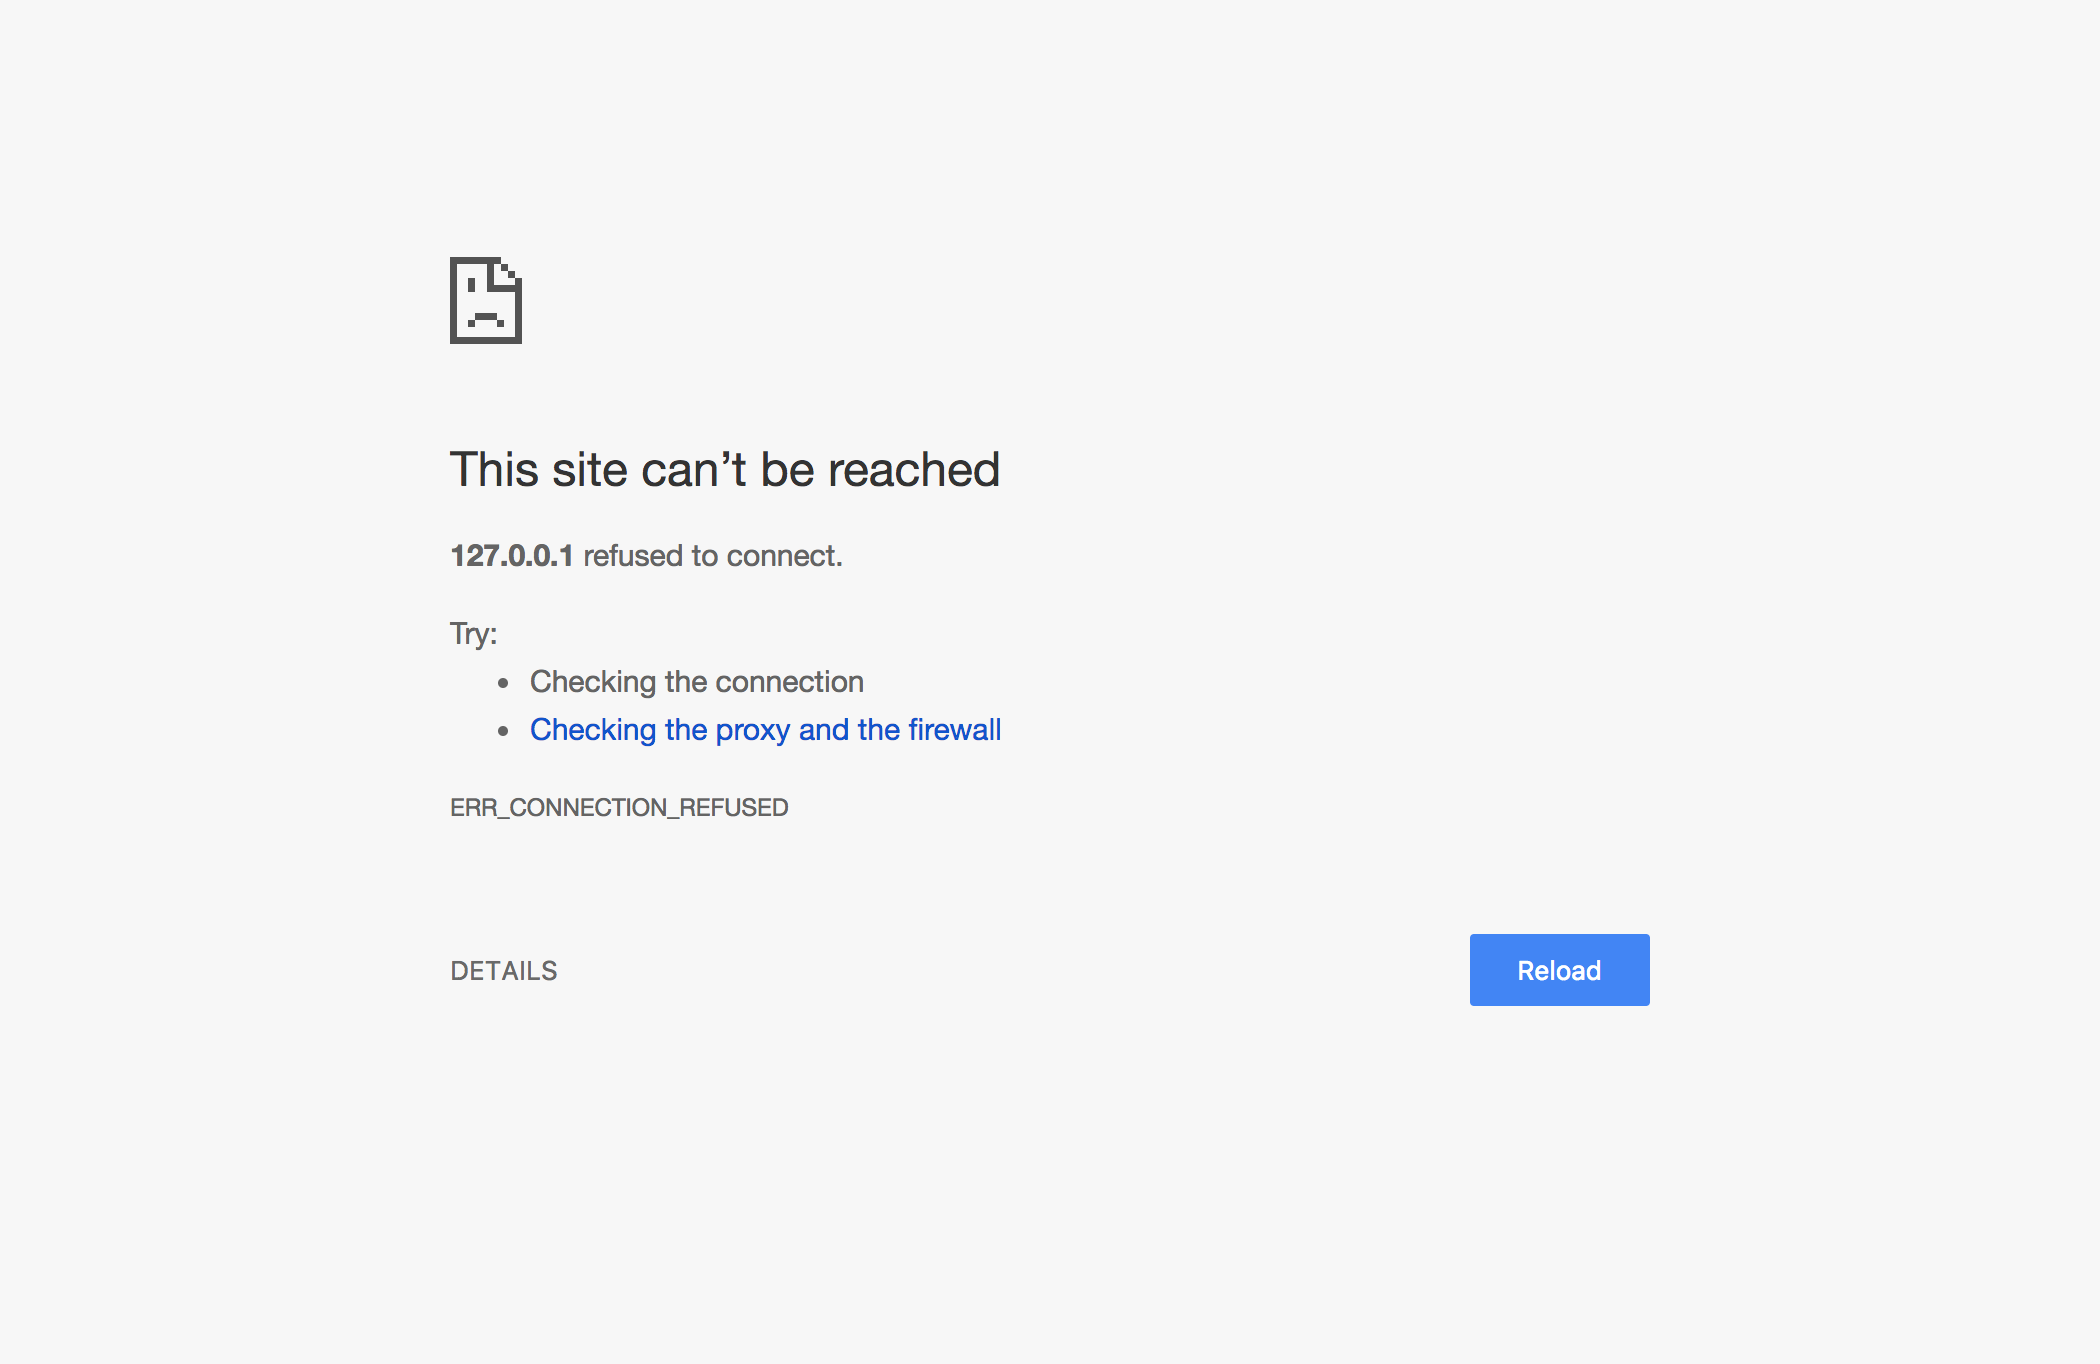 This site can’t be reached
127.0.0.1 refused to connect.
Try:
Checking the connection
Checking the proxy and the firewall
ERR_CONNECTION_REFUSED
DETAILS
Reload